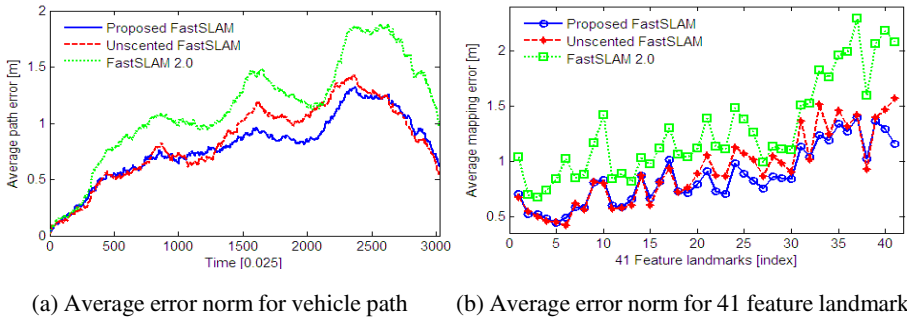 Proposed FastSLAM
Unscented FastSLAM
FastSLAM 2.0
Average path error [m]
2
1.5
1
0.5
0
0 500 1000 1500 2000 2500 3000
Time [0.025]
(a) Average error norm for vehicle path
Proposed FastSLAM
Unscented FastSLAM
FastSLAM 2.0
Average mapping error [m]
2
1.5
1
0.5
0 5 10 15 20 25 30 35 40
41 Feature landmarks [index]
(b) Average error norm for 41 feature landmark